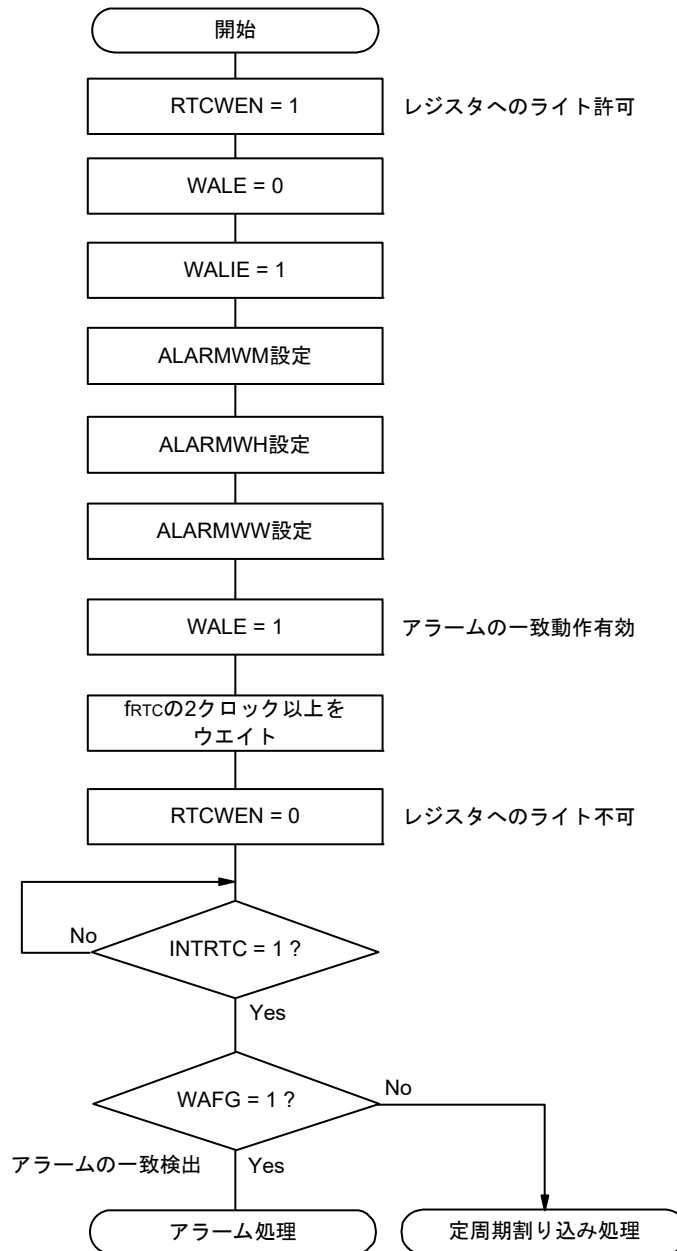 開始
RTCWEN = 1
レジスタへのライト許可
WALE = 0
WALIE = 1
ALARMWM設定
ALARMWH設定
ALARMWW設定
WALE = 1
アラームの一致動作有効
fRTCの2クロック以上を
ウエイト
RTCWEN = 0
レジスタへのライト不可
No
INTRTC = 1 ?
Yes
WAFG = 1 ?
No
アラームの一致検出
Yes
アラーム処理
定周期割り込み処理